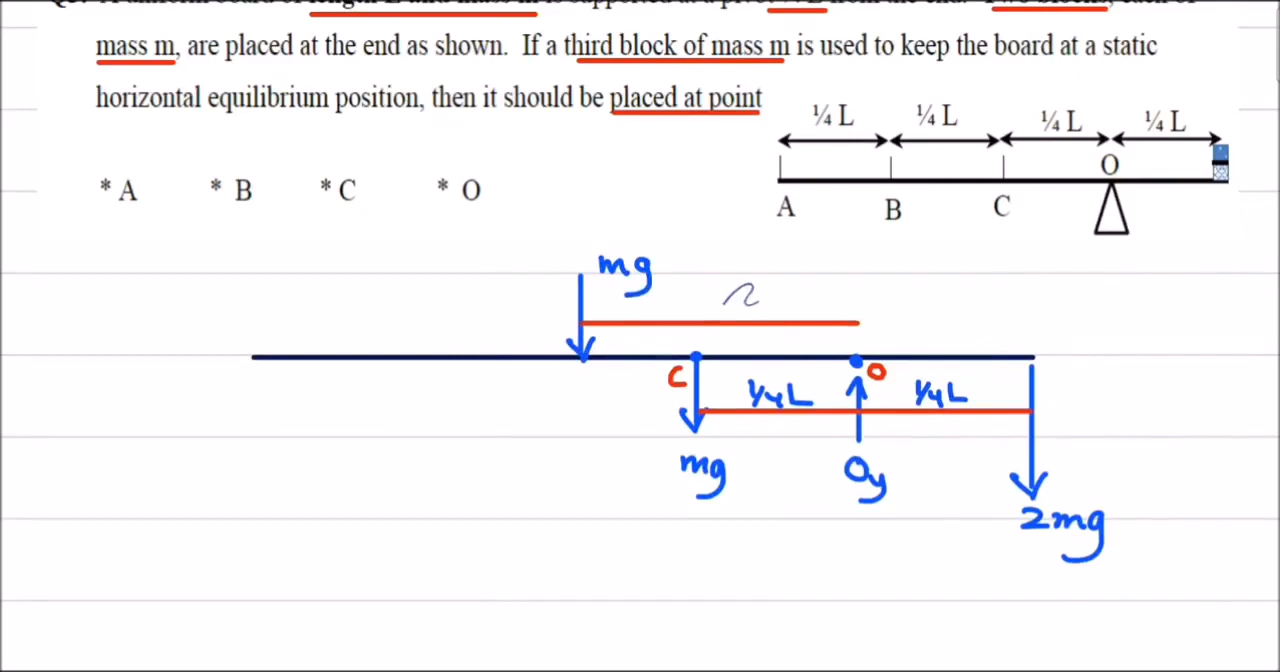 mass m, are placed at the end as shown. If a third block of mass m is used to keep the board at a static
horizontal equilibrium position, then it should be placed at point
¼ L ¼ L ¼ L ¼ L
* A * B * C * O
O
A B C
mg
C O
¼L ¼L
mg Oy
2mg